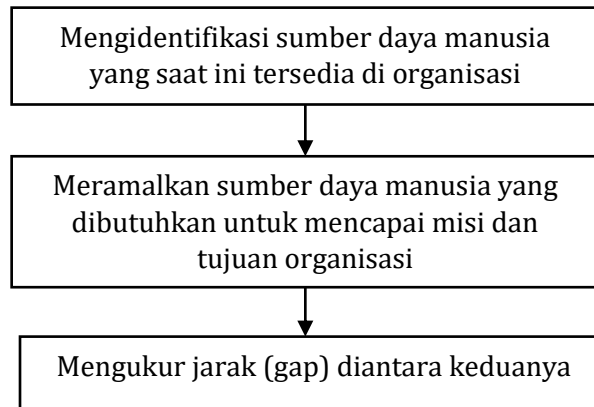 Mengidentifikasi sumber daya manusia
yang saat ini tersedia di organisasi
Meramalkan sumber daya manusia yang
dibutuhkan untuk mencapai misi dan
tujuan organisasi
Mengukur jarak (gap) diantara keduanya